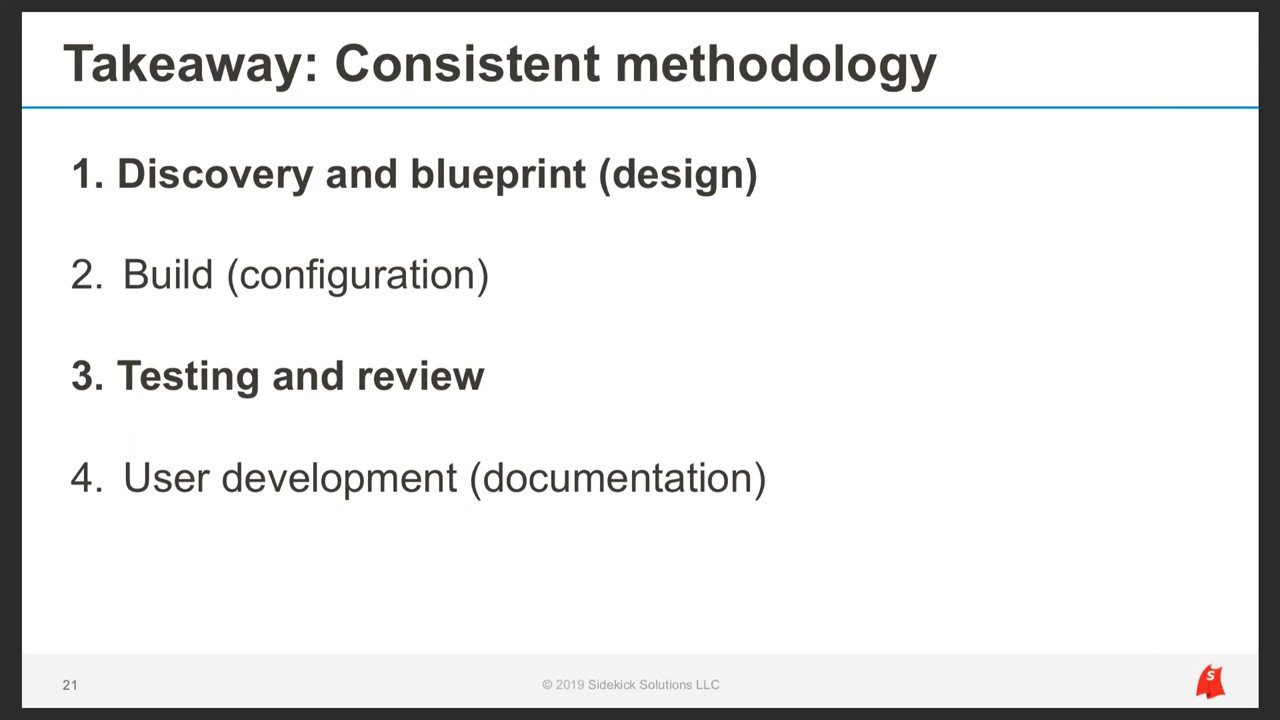 Takeaway: Consistent methodology
1. Discovery and blueprint (design)
2. Build (configuration)
3. Testing and review
4. User development (documentation)
21
© 2019 Sidekick Solutions LLC
S